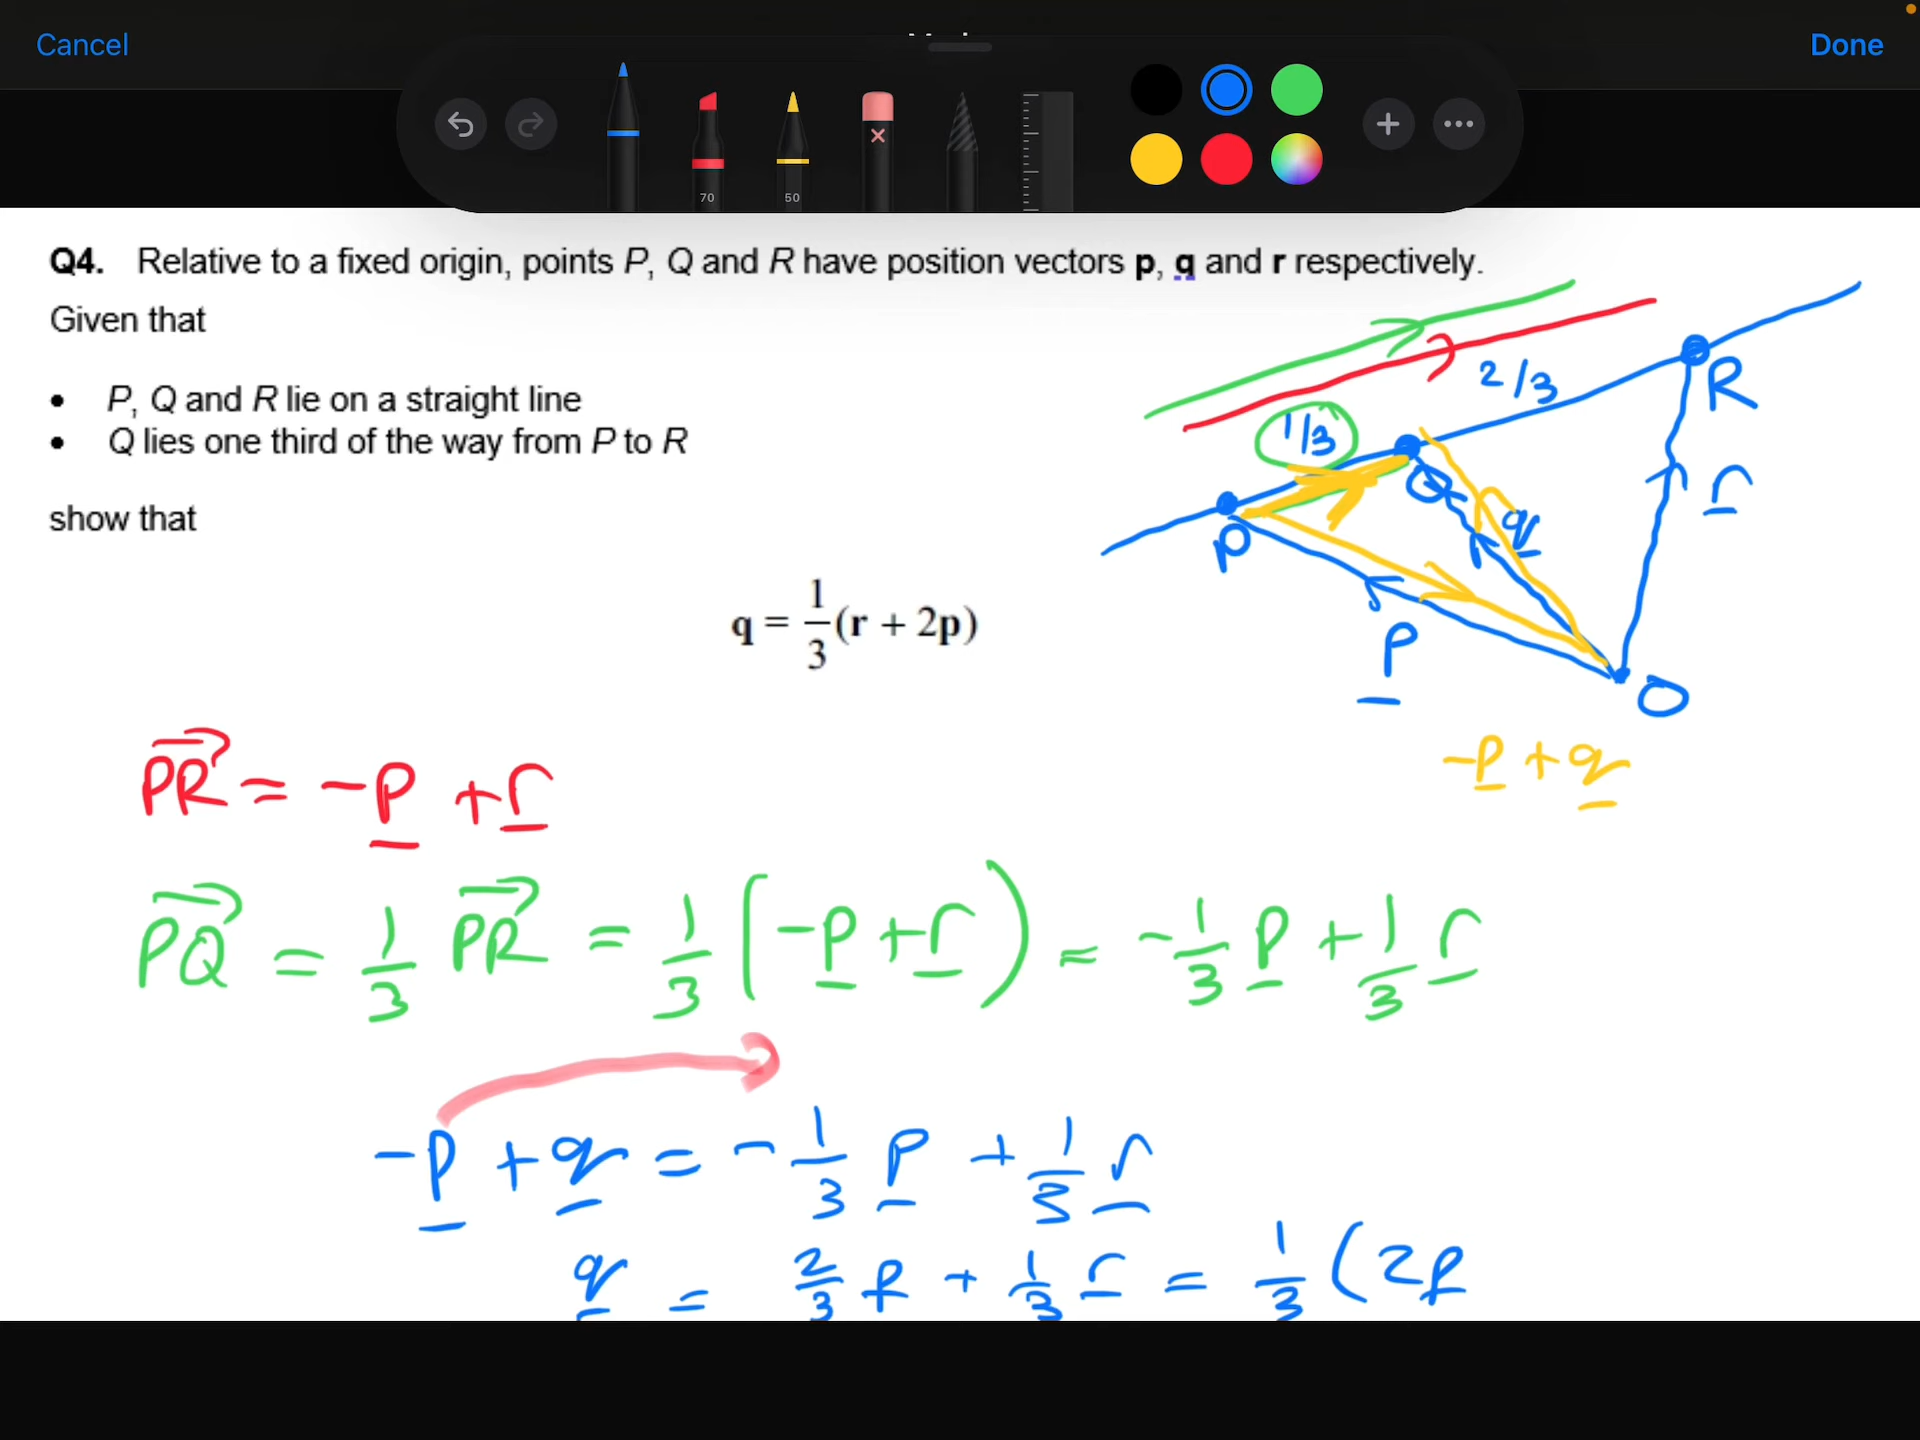 Cancel
Done
70
50
Q4. Relative to a fixed origin, points P, Q and R have position vectors p, q and r respectively.
Given that
• P, Q and R lie on a straight line
• Q lies one third of the way from P to R
show that
q = 1/3 (r + 2p)
2/3
R
1/3
Q
P
q
r
p
O
-p + q
PR = -p + r
PQ = 1/3 PR = 1/3 (-p + r) = -1/3 p + 1/3 r
-p + q = -1/3 p + 1/3 r
q = 2/3 p + 1/3 r = 1/3 (2p